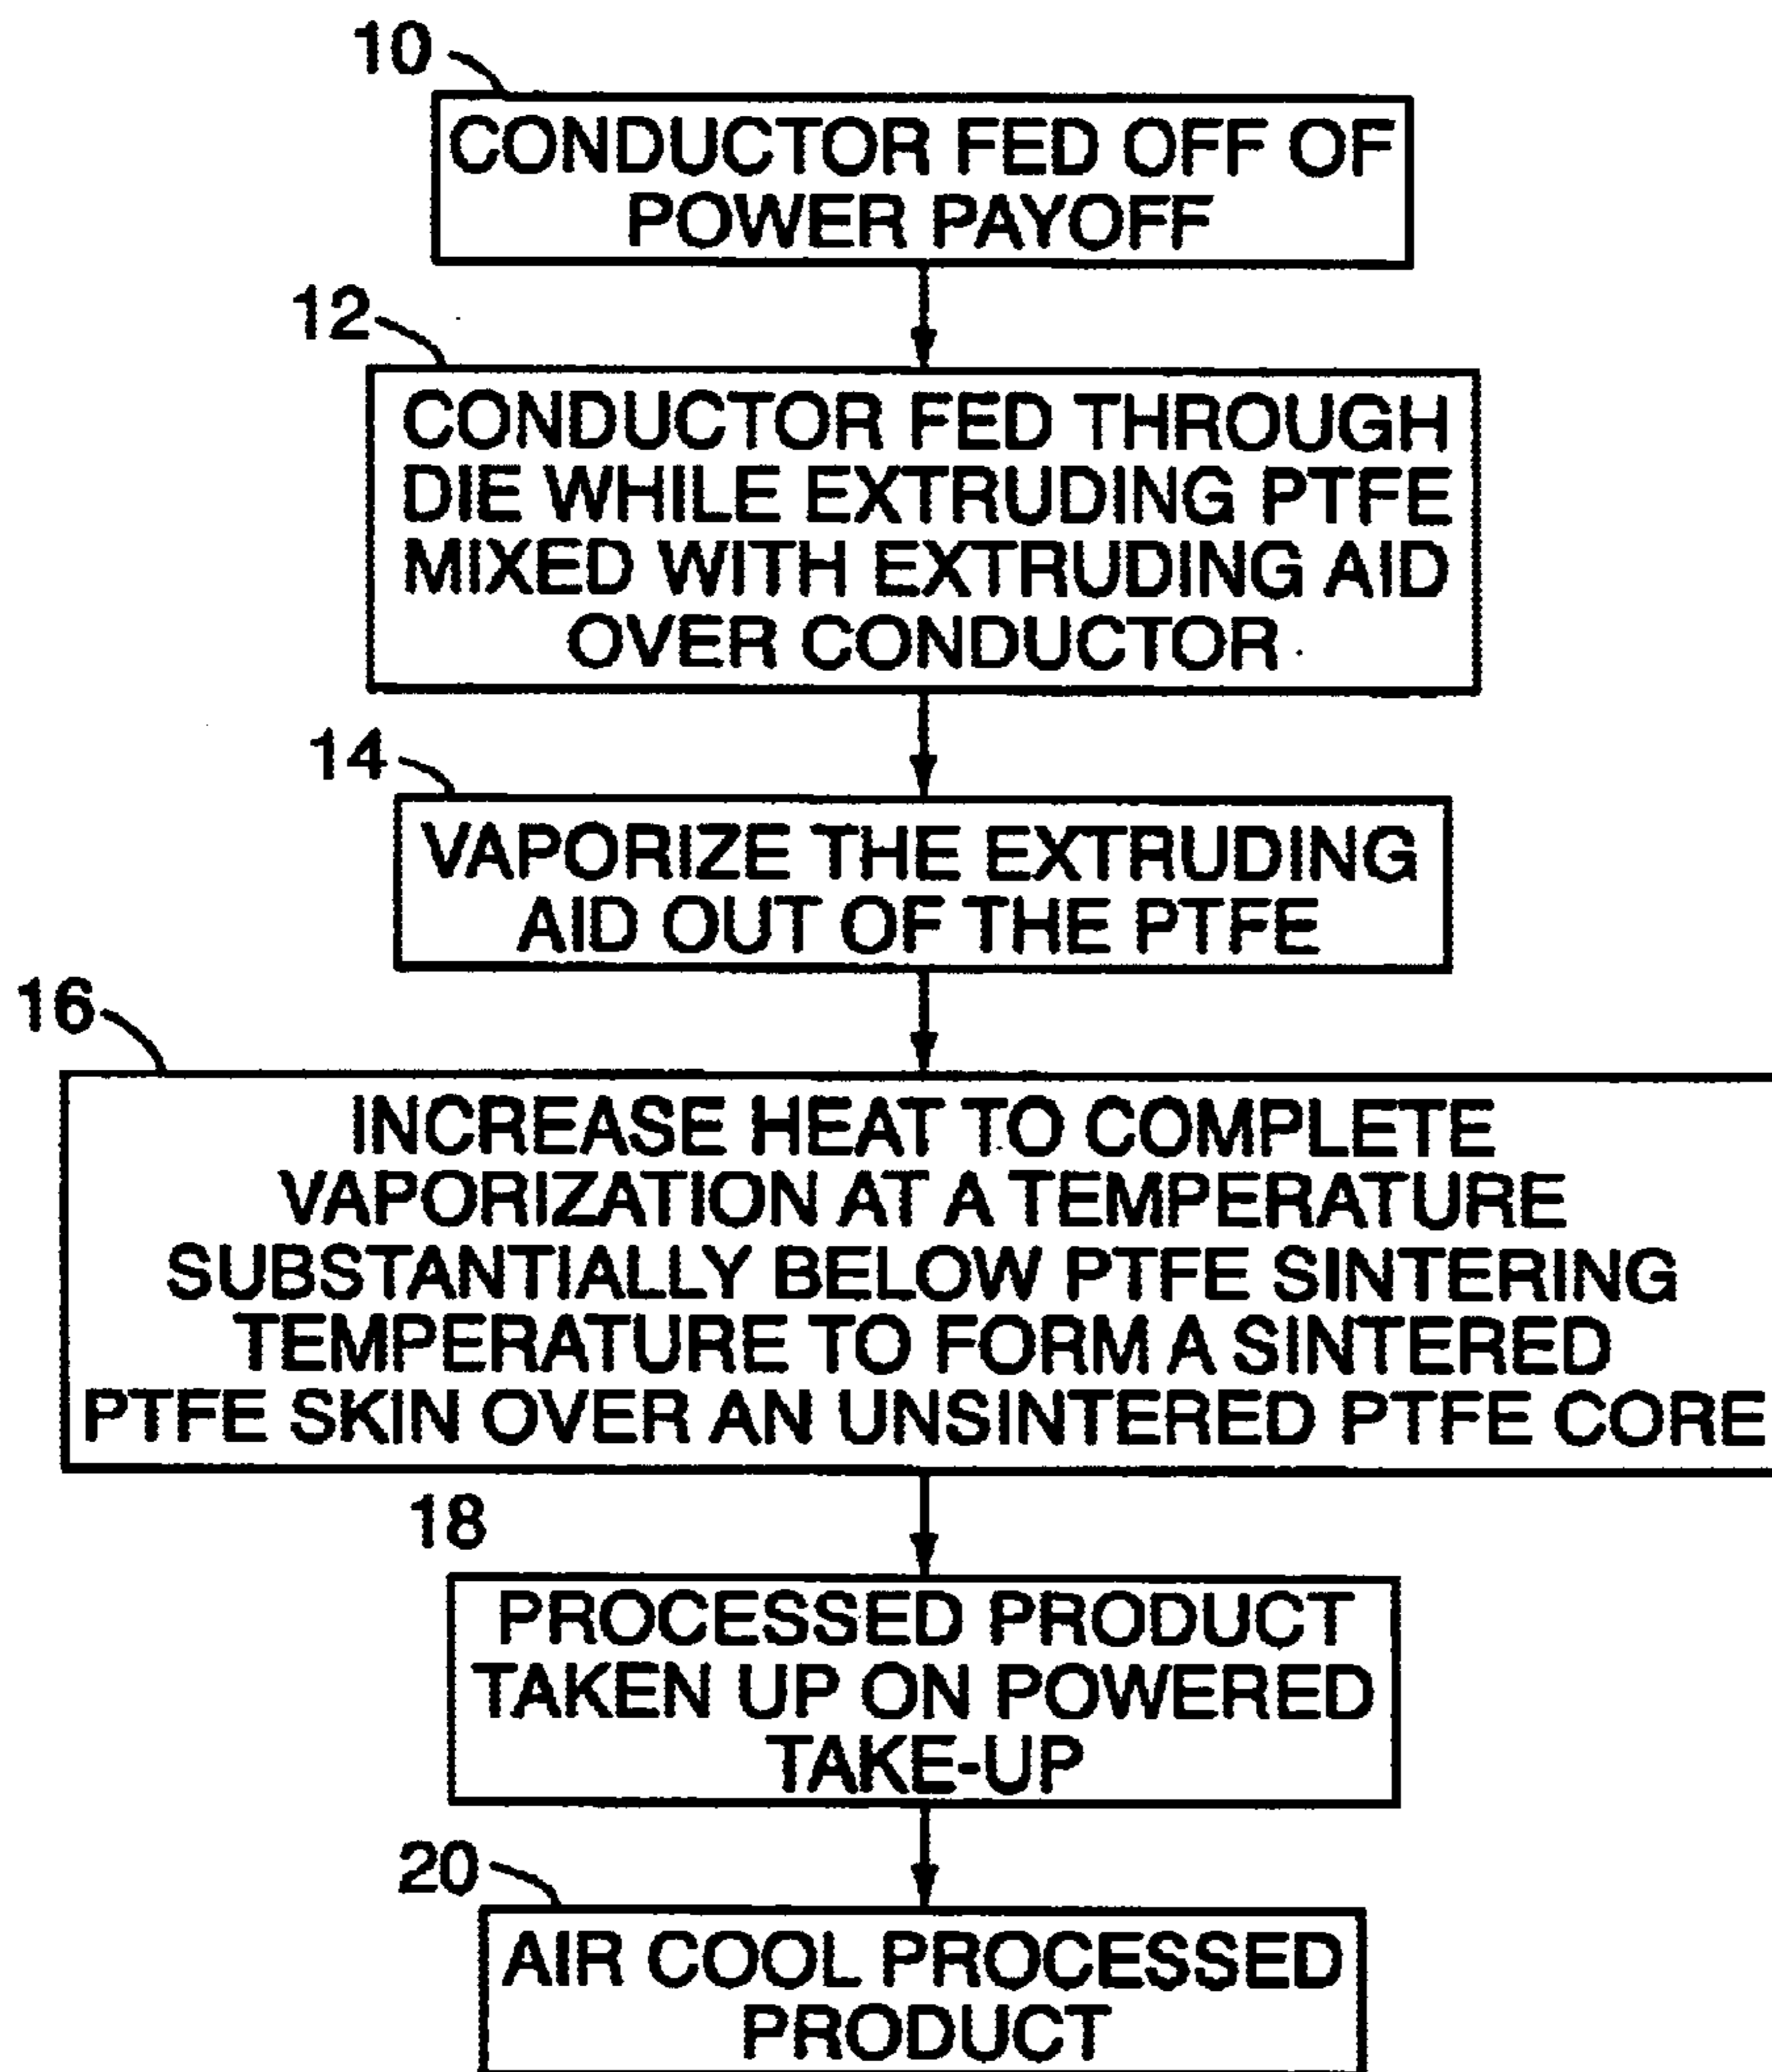 10
CONDUCTOR FED OFF OF
POWER PAYOFF
12
CONDUCTOR FED THROUGH
DIE WHILE EXTRUDING PTFE
MIXED WITH EXTRUDING AID
OVER CONDUCTOR
14
VAPORIZE THE EXTRUDING
AID OUT OF THE PTFE
16
INCREASE HEAT TO COMPLETE
VAPORIZATION AT A TEMPERATURE
SUBSTANTIALLY BELOW PTFE SINTERING
TEMPERATURE TO FORM A SINTERED
PTFE SKIN OVER AN UNSINTERED PTFE CORE
18
PROCESSED PRODUCT
TAKEN UP ON POWERED
TAKE-UP
20
AIR COOL PROCESSED
PRODUCT